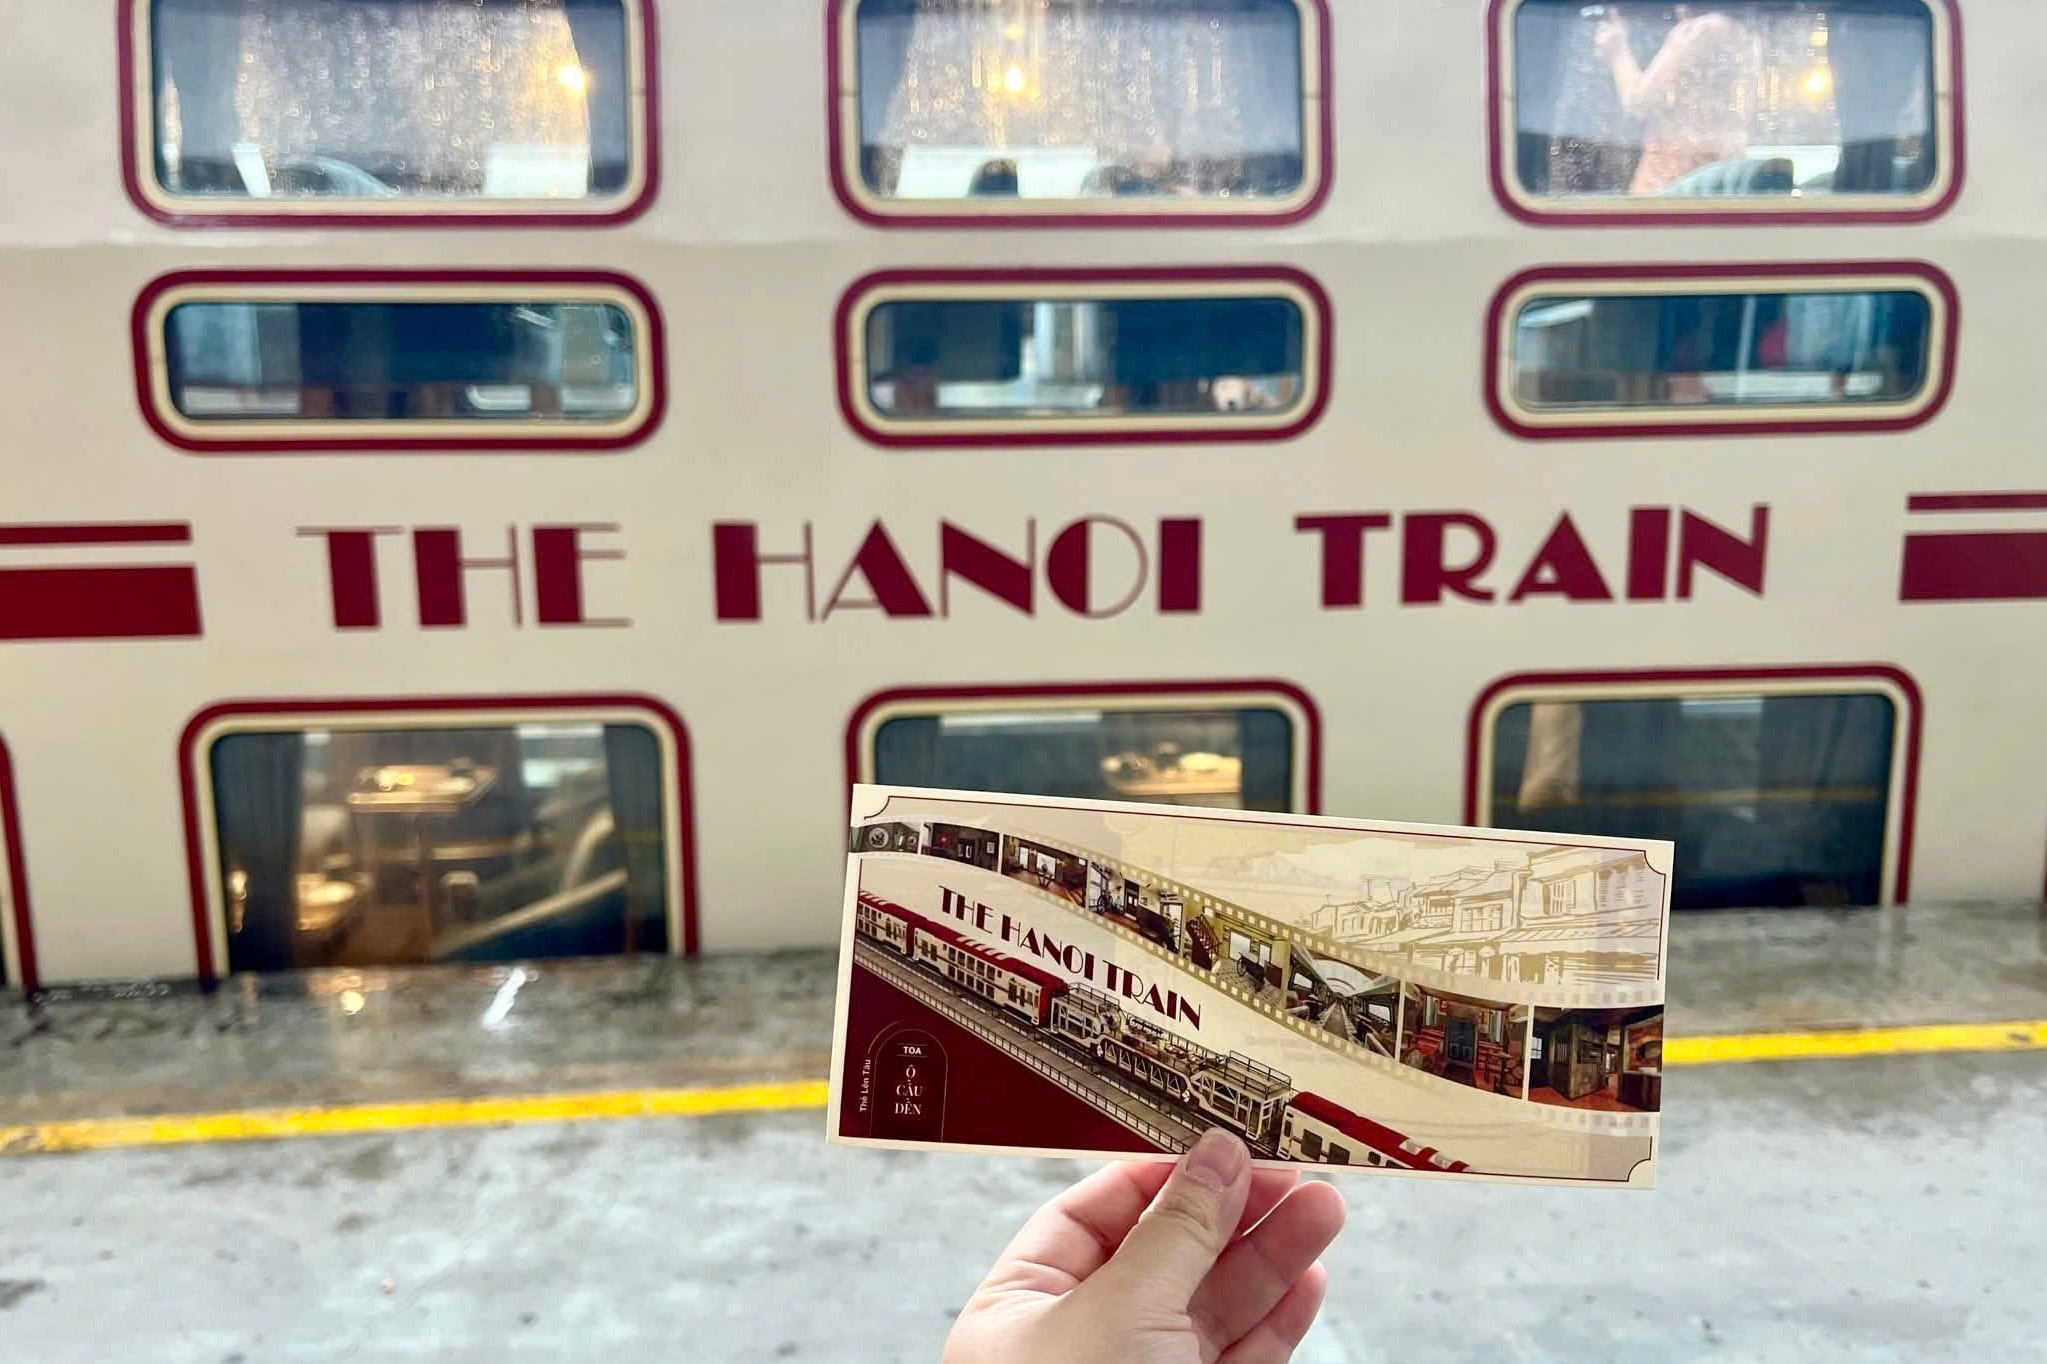 THE HANOI TRAIN
THE HANOI TRAIN
Thẻ Lên Tàu
TOA
Ô
CẦU
DỀN